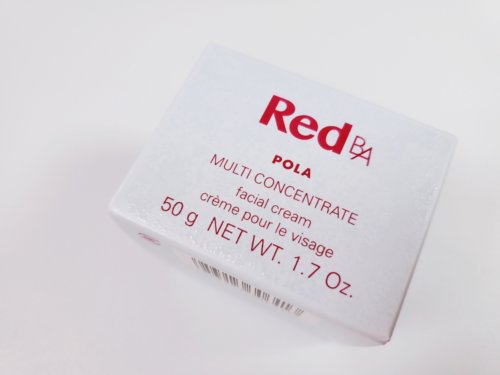 Red BA
POLA
MULTI CONCENTRATE
facial cream
crème pour le visage
50 g NET WT. 1.7 Oz.